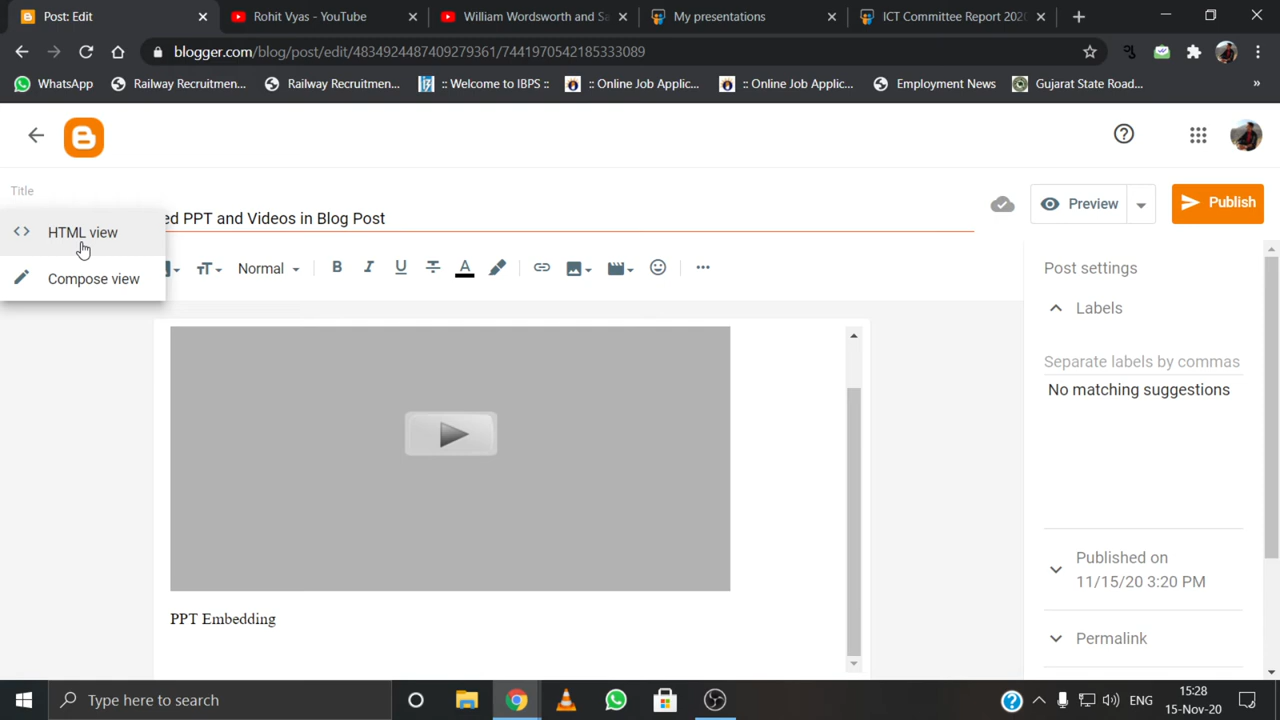 Post: Edit
Rohit Vyas - YouTube
William Wordsworth and Sa
My presentations
ICT Committee Report 202
blogger.com/blog/post/edit/4834924487409279361/7441970542185333089
WhatsApp
Railway Recruitmen...
Railway Recruitmen...
:: Welcome to IBPS ::
:: Online Job Applic...
:: Online Job Applic...
Employment News
Gujarat State Road...
Title
ed PPT and Videos in Blog Post
Preview
Publish
HTML view
Compose view
Normal
B I U A
Post settings
Labels
Separate labels by commas
No matching suggestions
Published on
11/15/20 3:20 PM
Permalink
PPT Embedding
Type here to search
ENG
15:28
15-Nov-20